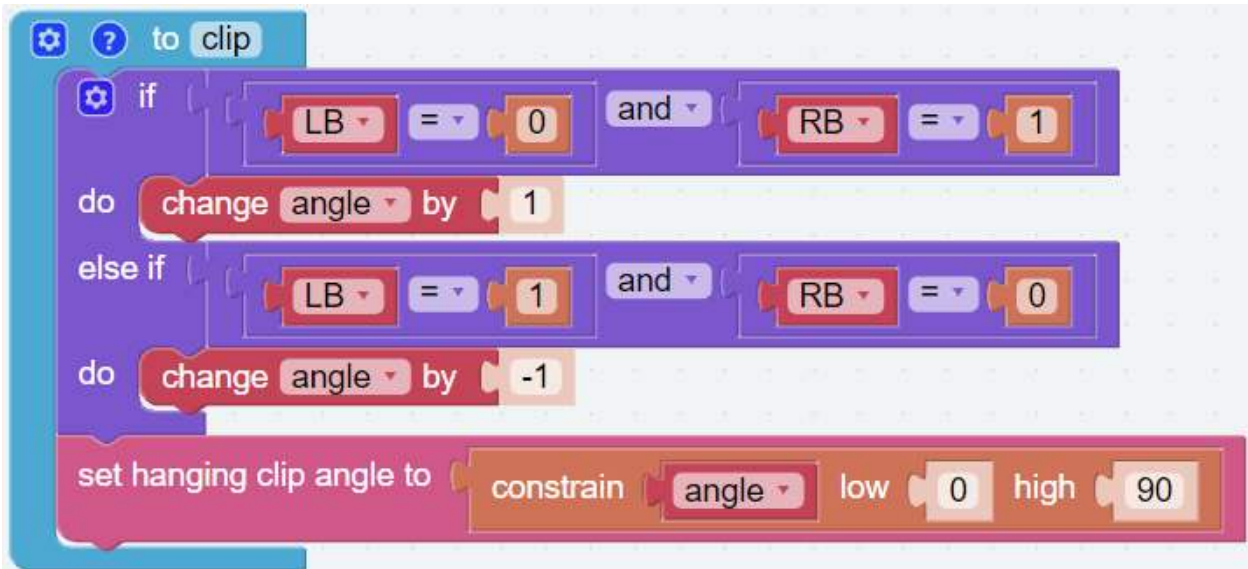 ? to clip
if LB = 0 and RB = 1
do change angle by 1
else if LB = 1 and RB = 0
do change angle by -1
set hanging clip angle to constrain angle low 0 high 90